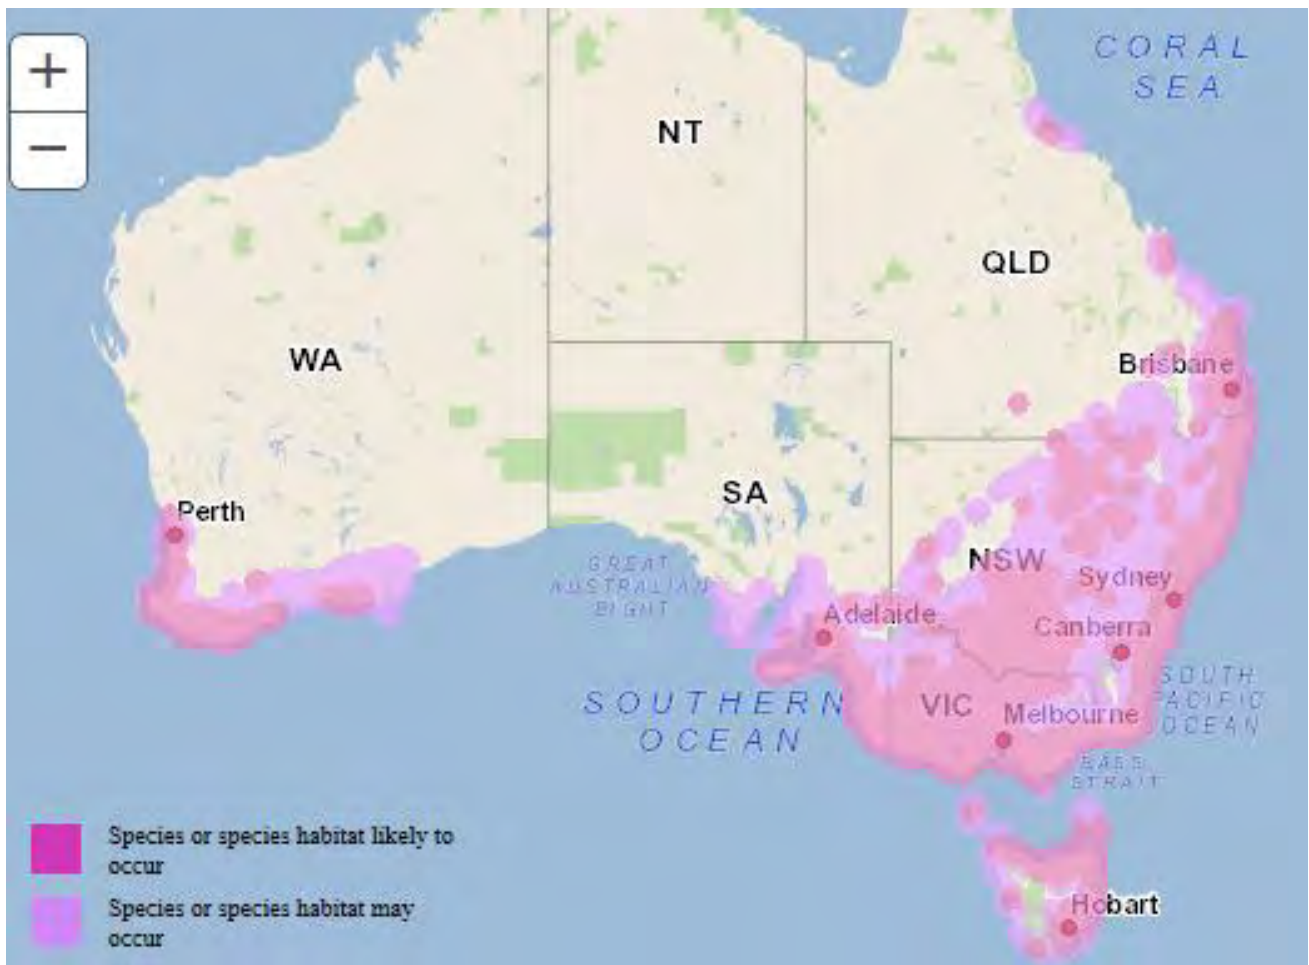 +
−
CORAL
SEA
NT
QLD
WA
Brisbane
SA
Perth
NSW
GREAT
AUSTRALIAN
BIGHT
Sydney
Adelaide
Canberra
SOUTHERN
OCEAN
VIC
Melbourne
SOUTH
PACIFIC
OCEAN
BASS
STRAIT
Species or species habitat likely to
occur
Hobart
Species or species habitat may
occur